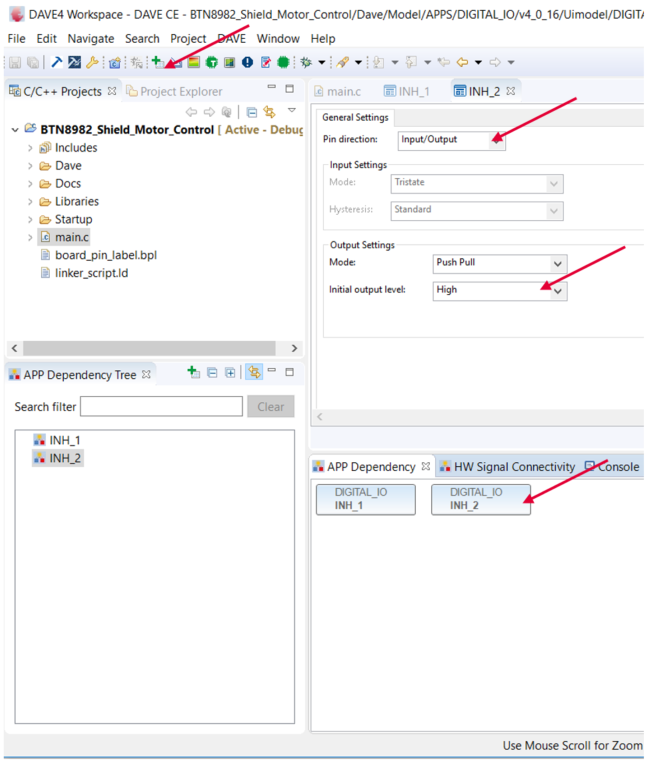 DAVE4 Workspace - DAVE CE - BTN8982_Shield_Motor_Control/Dave/Model/APPS/DIGITAL_IO/v4_0_16/Uimodel/DIGIT
File Edit Navigate Search Project DAVE Window Help
C/C++ Projects Project Explorer
BTN8982_Shield_Motor_Control [ Active - Debug
Includes
Dave
Docs
Libraries
Startup
main.c
board_pin_label.bpl
linker_script.ld
main.c INH_1 INH_2
General Settings
Pin direction: Input/Output
Input Settings
Mode: Tristate
Hysteresis: Standard
Output Settings
Mode: Push Pull
Initial output level: High
APP Dependency Tree
Search filter Clear
INH_1
INH_2
APP Dependency HW Signal Connectivity Console
DIGITAL_IO DIGITAL_IO
INH_1 INH_2
Use Mouse Scroll for Zoom